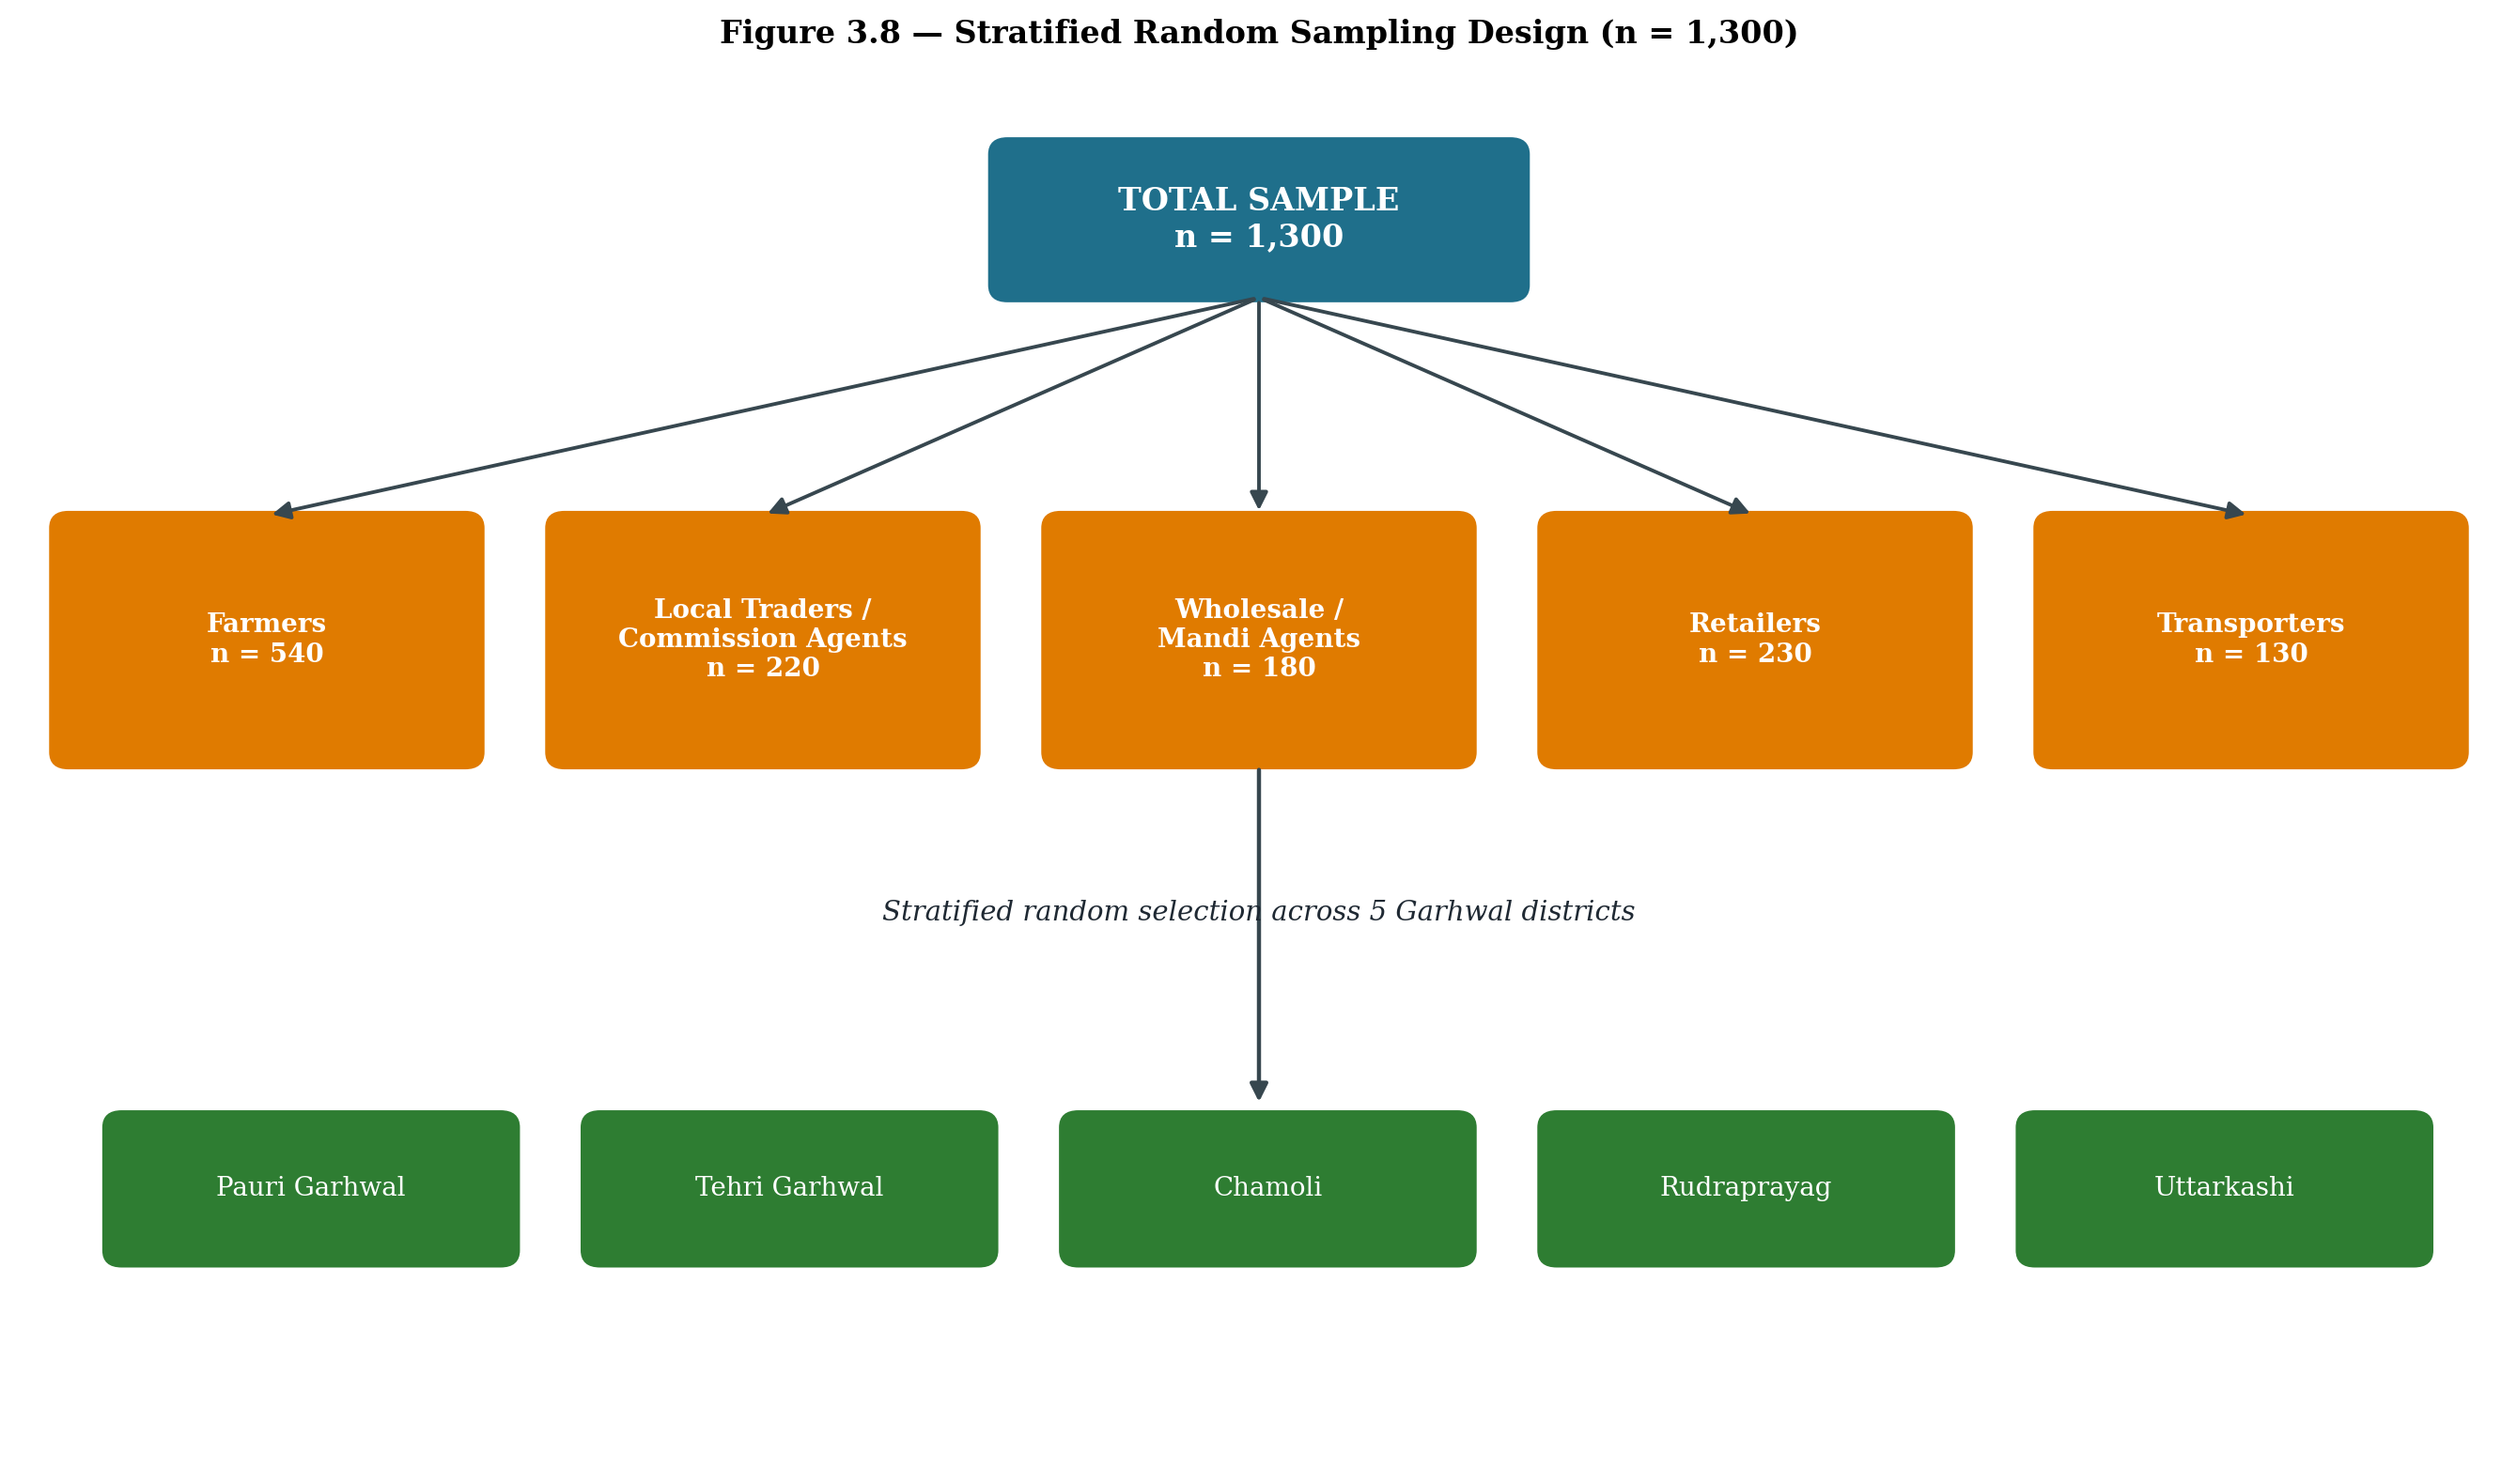 Figure 3.8 — Stratified Random Sampling Design (n = 1,300)
TOTAL SAMPLE
n = 1,300
Farmers
n = 540
Local Traders /
Commission Agents
n = 220
Wholesale /
Mandi Agents
n = 180
Retailers
n = 230
Transporters
n = 130
Stratified random selection across 5 Garhwal districts
Pauri Garhwal
Tehri Garhwal
Chamoli
Rudraprayag
Uttarkashi